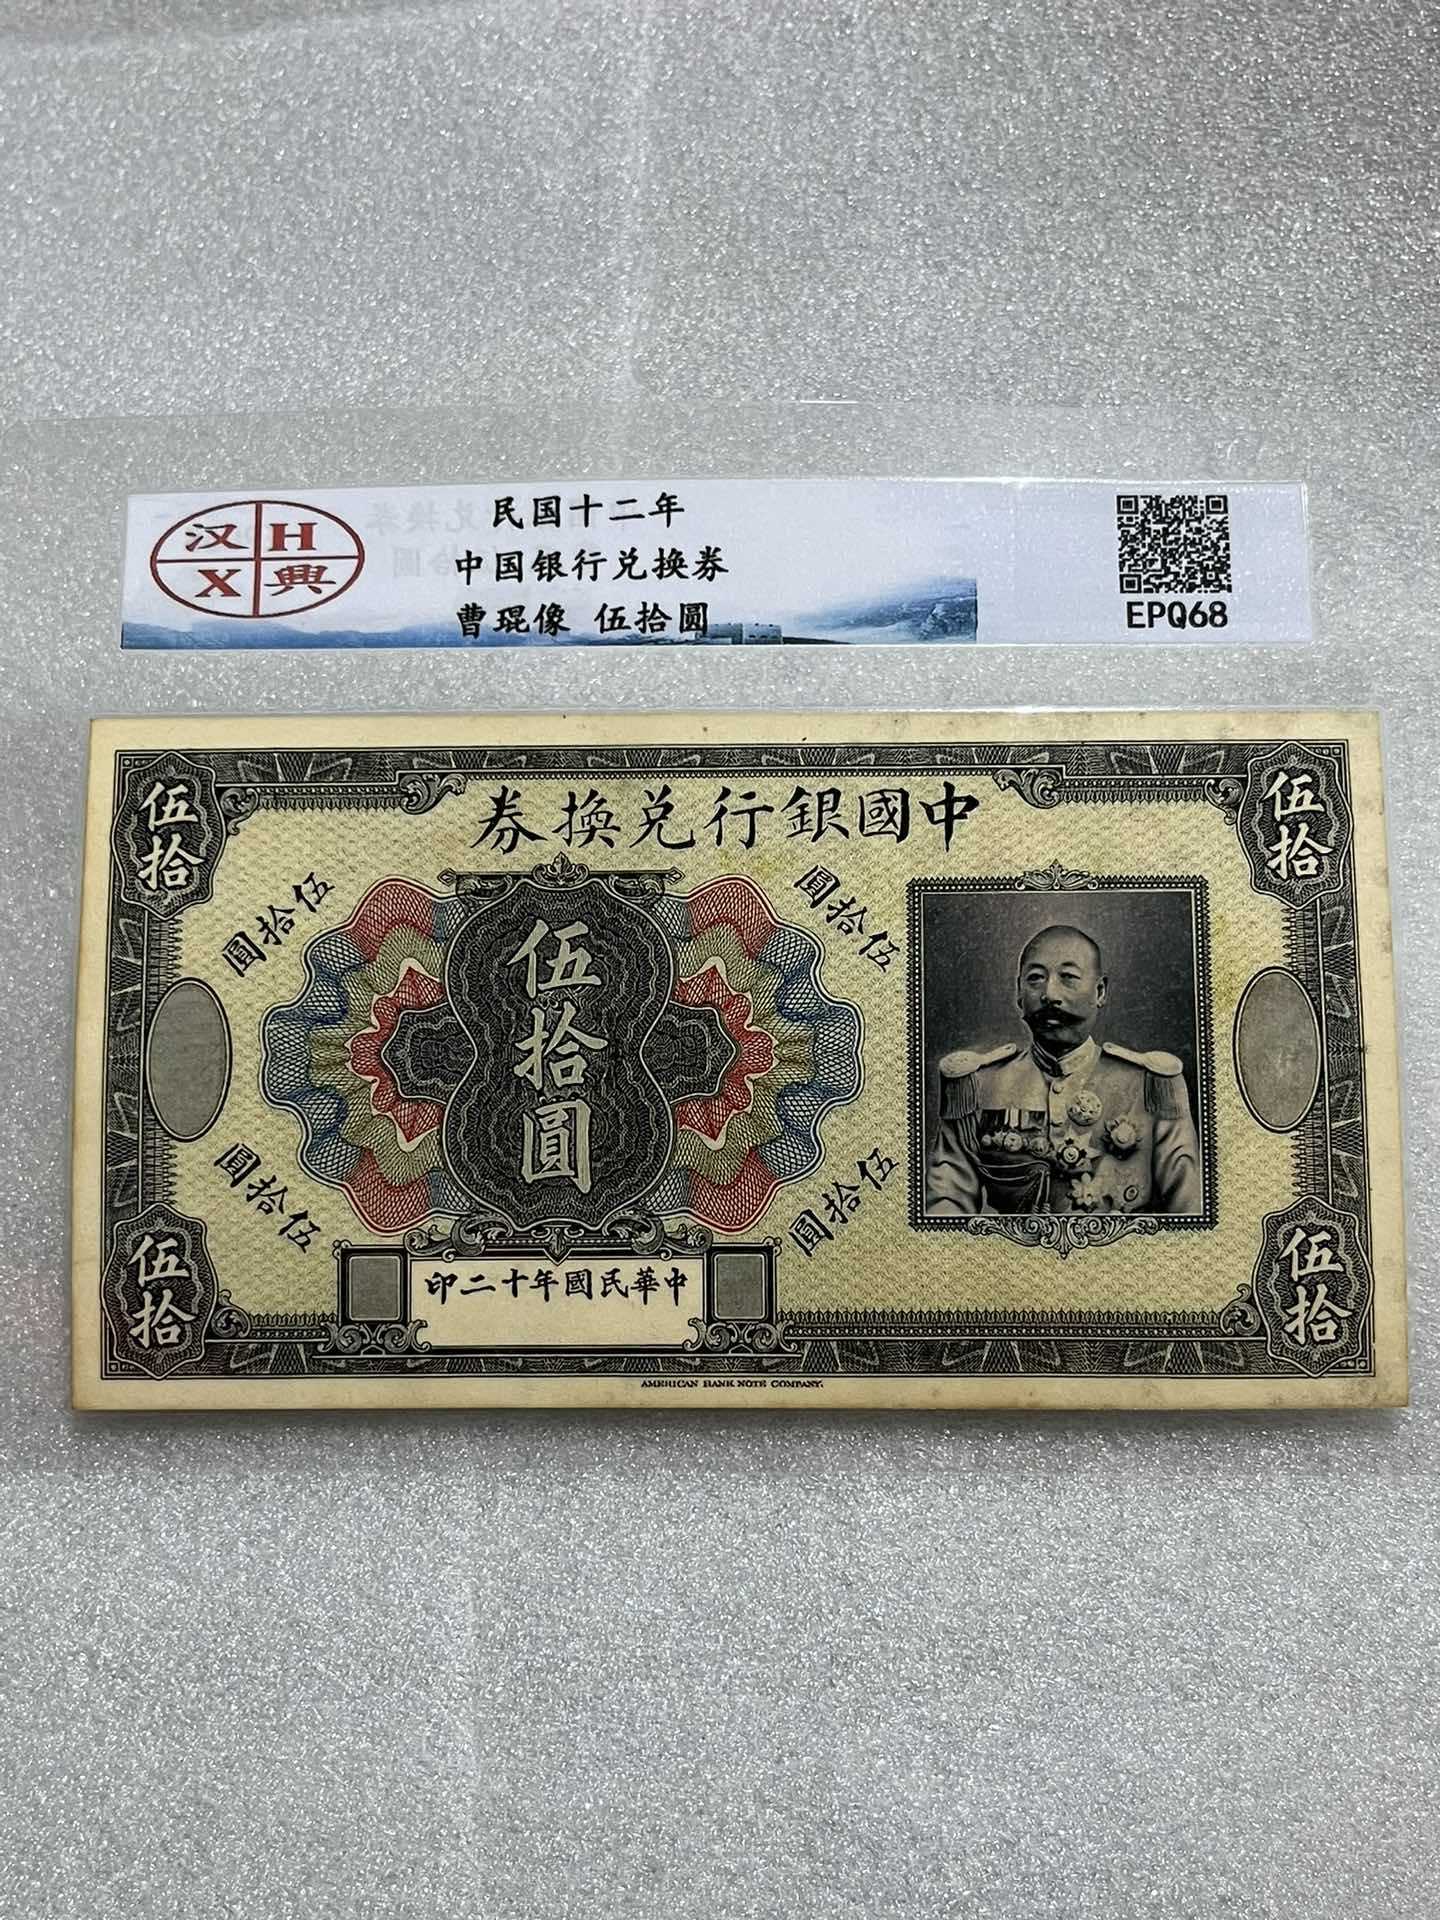 汉 H
X 興
民国十二年
中国银行兑换券
曹琨像 伍拾圆
EPQ68
中國銀行兌換券
伍拾
伍拾
伍拾圓
伍拾圓
伍拾圓
伍拾圓
伍拾圓
伍拾
伍拾
中華民國年十二印
AMERICAN BANK NOTE COMPANY.